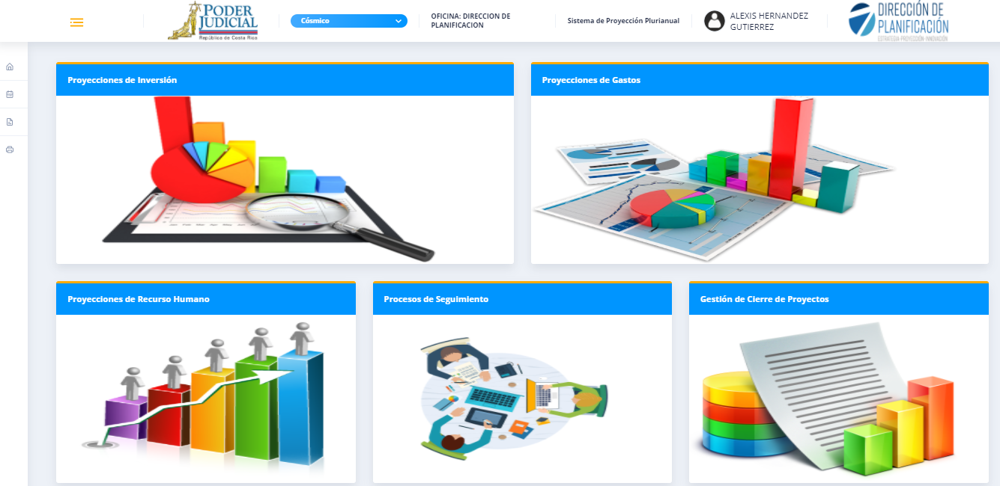 PODER
JUDICIAL
República de Costa Rica
Cósmico
OFICINA: DIRECCION DE
PLANIFICACION
Sistema de Proyección Plurianual
ALEXIS HERNANDEZ
GUTIERREZ
DIRECCIÓN DE
PLANIFICACIÓN
ESTRATEGIA-PROYECCIÓN-INNOVACIÓN
Proyecciones de Inversión
Proyecciones de Gastos
Proyecciones de Recurso Humano
Procesos de Seguimiento
Gestión de Cierre de Proyectos